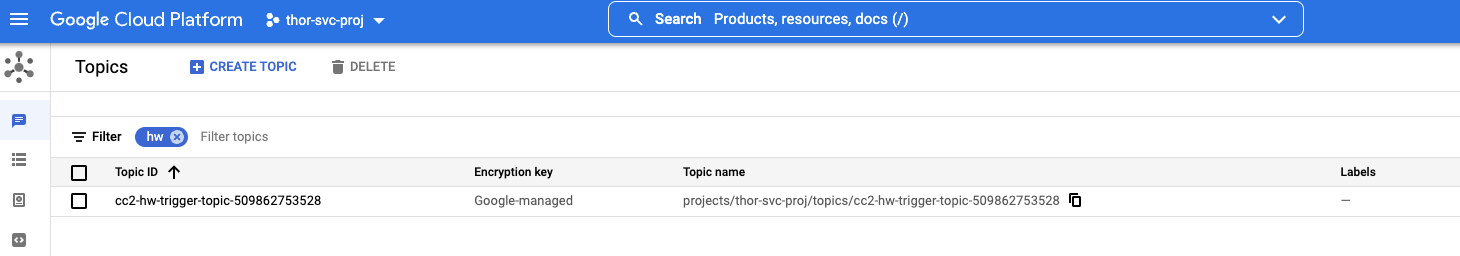 Google Cloud Platform thor-svc-proj Search Products, resources, docs (/)
Topics CREATE TOPIC DELETE
Filter hw Filter topics
Topic ID Encryption key Topic name Labels
cc2-hw-trigger-topic-509862753528 Google-managed projects/thor-svc-proj/topics/cc2-hw-trigger-topic-509862753528 —